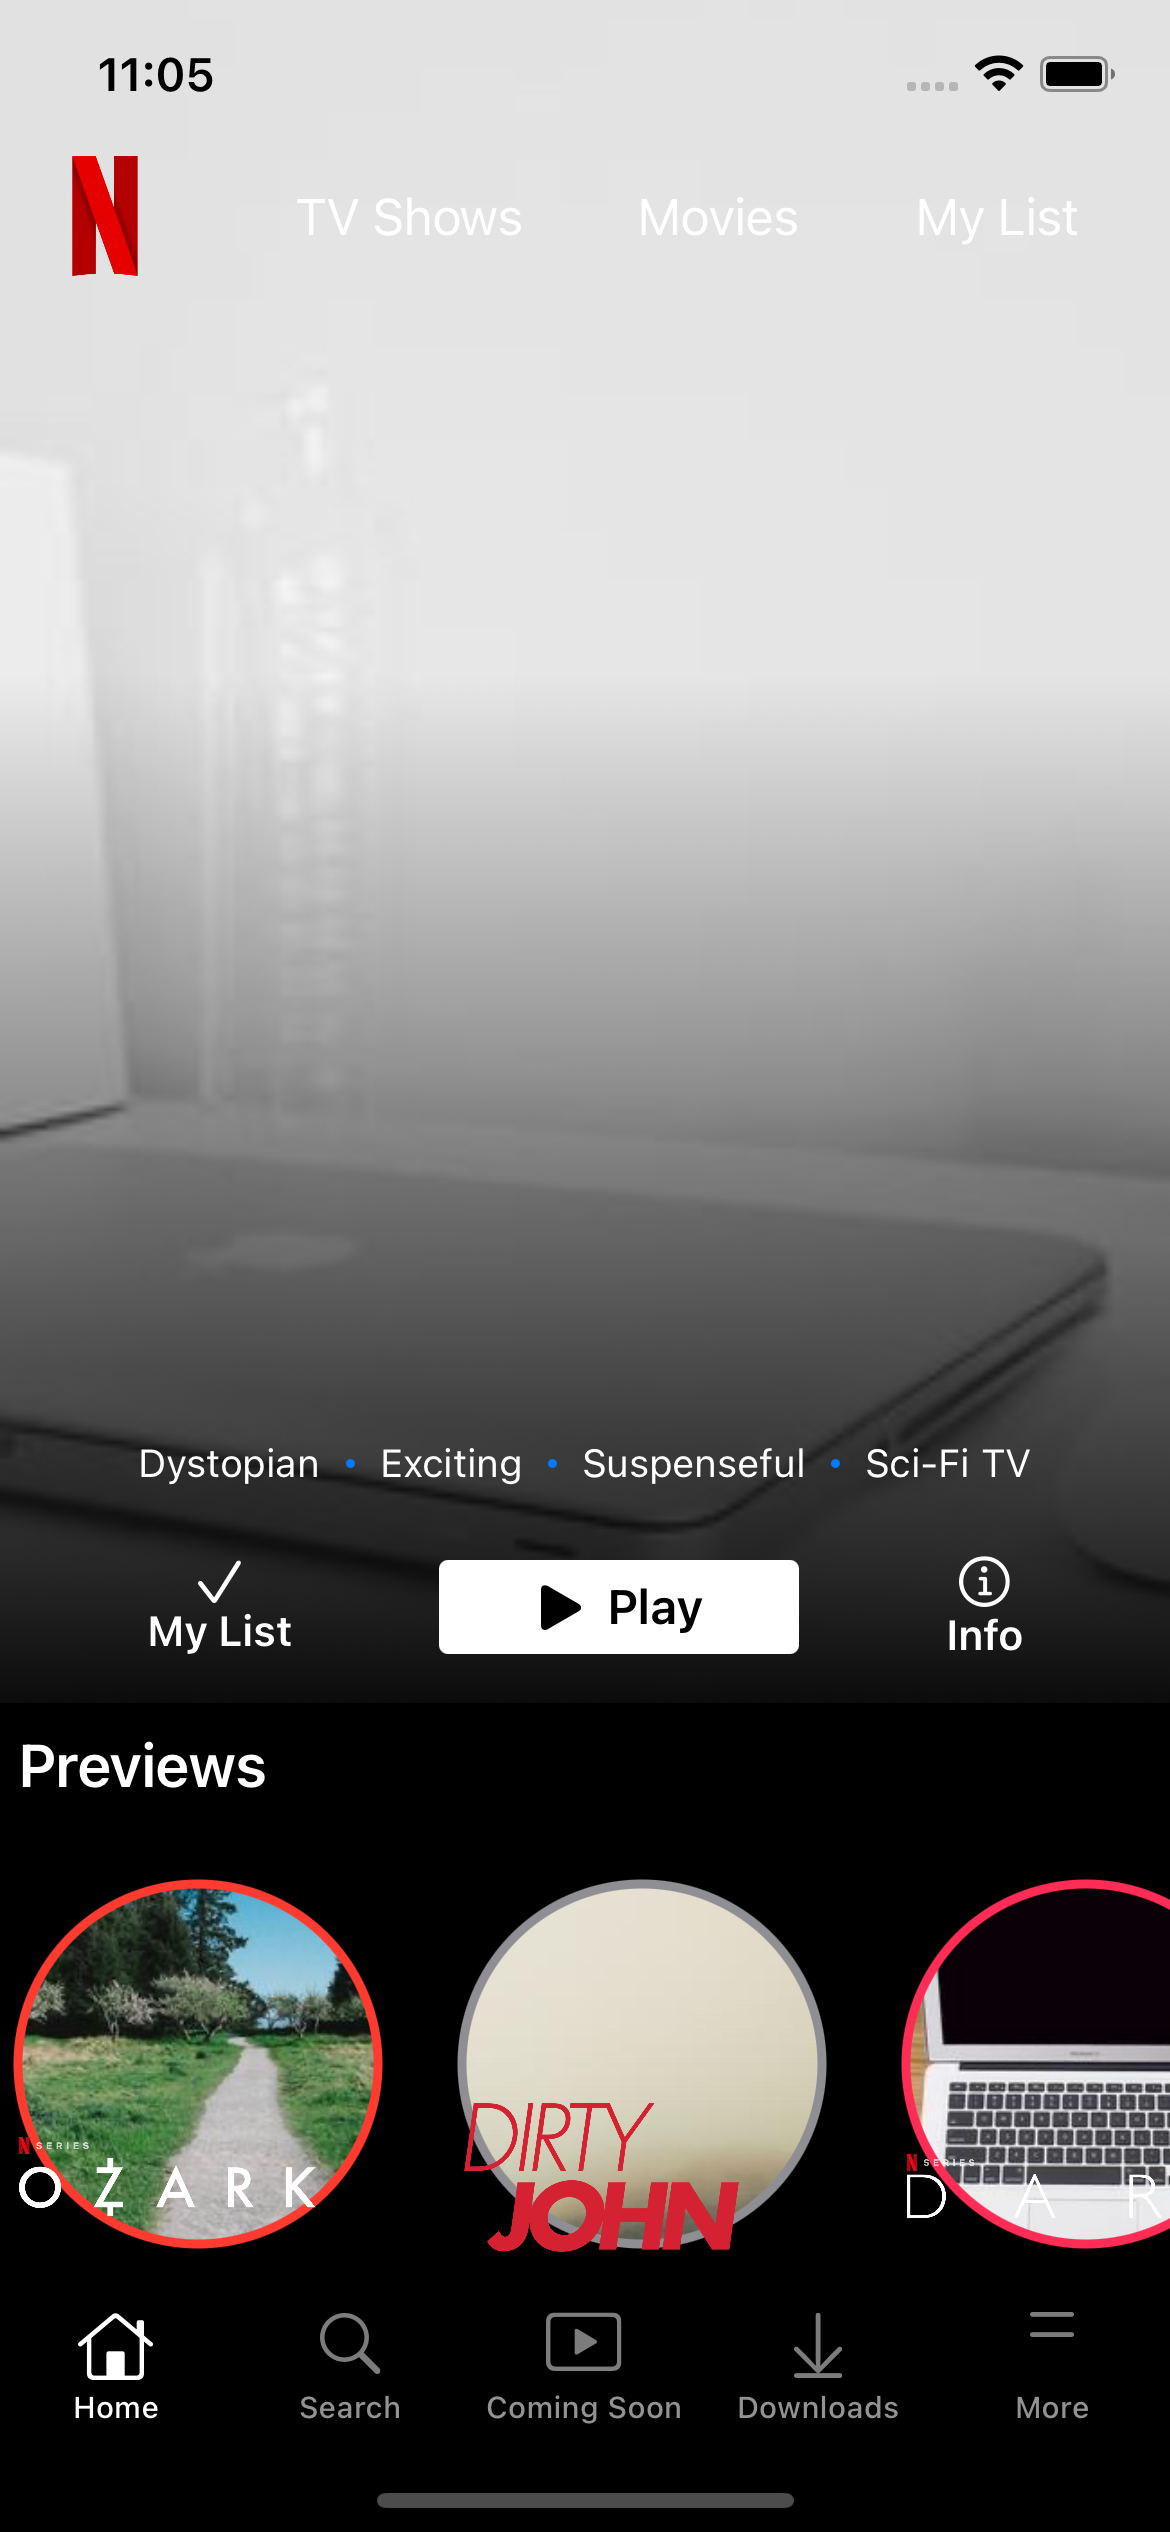 11:05
N
TV Shows Movies My List
Dystopian • Exciting • Suspenseful • Sci-Fi TV
My List
Play
Info
Previews
N SERIES
OZARK
DIRTY
JOHN
N SERIES
D A R
Home
Search
Coming Soon
Downloads
More